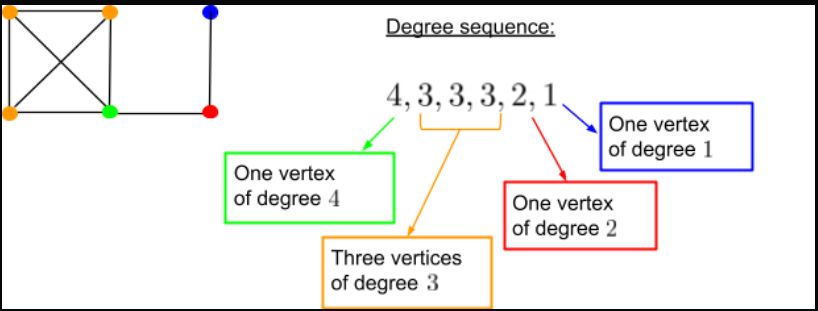 Degree sequence:
4, 3, 3, 3, 2, 1
One vertex
of degree 1
One vertex
of degree 4
One vertex
of degree 2
Three vertices
of degree 3